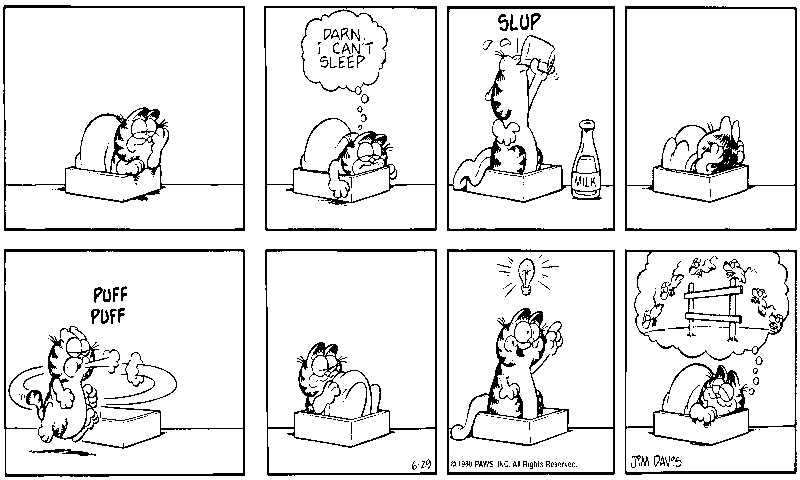 DARN.
I CAN'T
SLEEP
SLUP
MILK
PUFF
PUFF
6-29
© 1980 PAWS, INC. All Rights Reserved.
JIM DAVIS